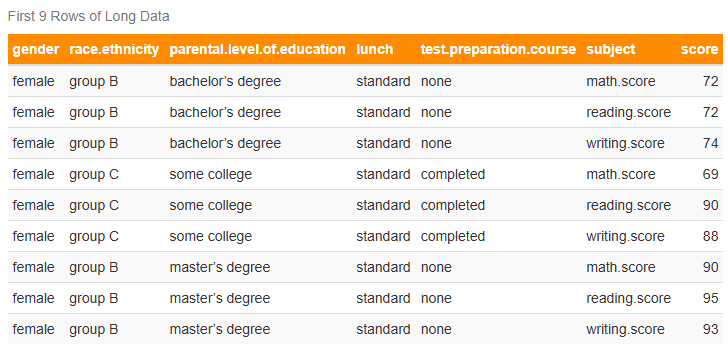 First 9 Rows of Long Data
gender race.ethnicity parental.level.of.education lunch test.preparation.course subject score
female group B bachelor’s degree standard none math.score 72
female group B bachelor’s degree standard none reading.score 72
female group B bachelor’s degree standard none writing.score 74
female group C some college standard completed math.score 69
female group C some college standard completed reading.score 90
female group C some college standard completed writing.score 88
female group B master’s degree standard none math.score 90
female group B master’s degree standard none reading.score 95
female group B master’s degree standard none writing.score 93